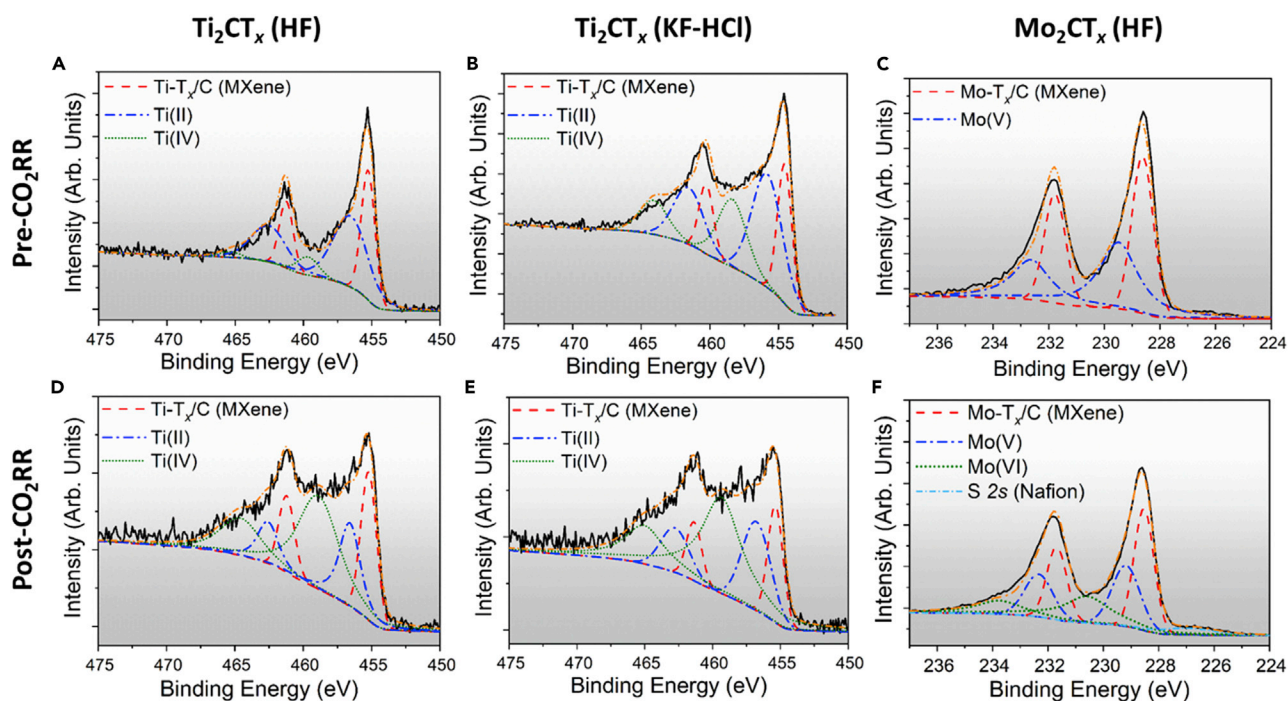 Ti₂CTₓ (HF)
Ti₂CTₓ (KF-HCl)
Mo₂CTₓ (HF)
Pre-CO₂RR
A
Ti-Tₓ/C (MXene)
Ti(II)
Ti(IV)
Intensity (Arb. Units)
475 470 465 460 455 450
Binding Energy (eV)
B
Ti-Tₓ/C (MXene)
Ti(II)
Ti(IV)
Intensity (Arb. Units)
475 470 465 460 455 450
Binding Energy (eV)
C
Mo-Tₓ/C (MXene)
Mo(V)
Intensity (Arb. Units)
236 234 232 230 228 226 224
Binding Energy (eV)
Post-CO₂RR
D
Ti-Tₓ/C (MXene)
Ti(II)
Ti(IV)
Intensity (Arb. Units)
475 470 465 460 455 450
Binding Energy (eV)
E
Ti-Tₓ/C (MXene)
Ti(II)
Ti(IV)
Intensity (Arb. Units)
475 470 465 460 455 450
Binding Energy (eV)
F
Mo-Tₓ/C (MXene)
Mo(V)
Mo(VI)
S 2s (Nafion)
Intensity (Arb. Units)
236 234 232 230 228 226 224
Binding Energy (eV)